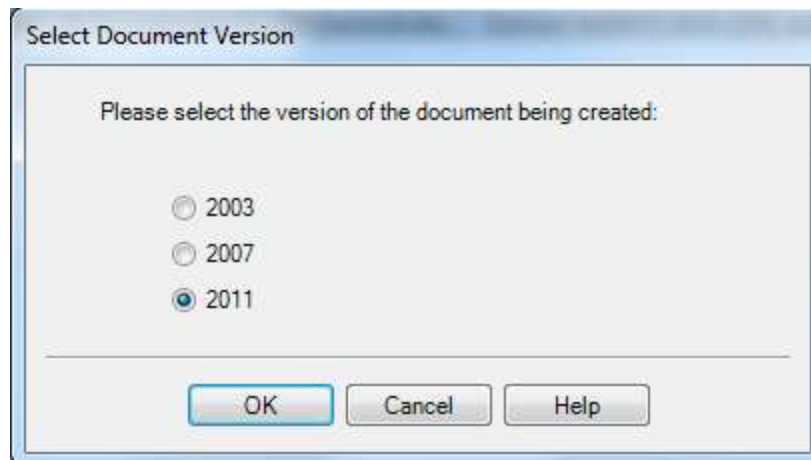 Select Document Version
Please select the version of the document being created:
2003
2007
2011
OK Cancel Help